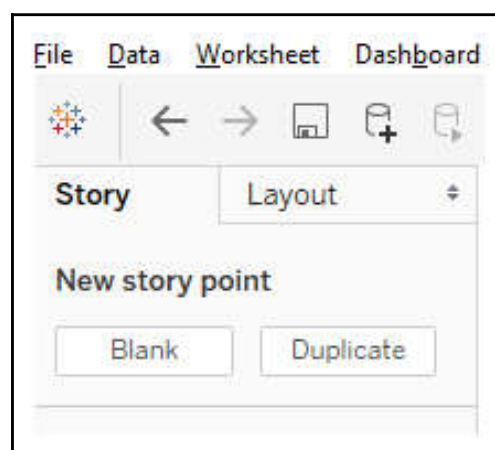 File Data Worksheet Dashboard
Story Layout
New story point
Blank Duplicate